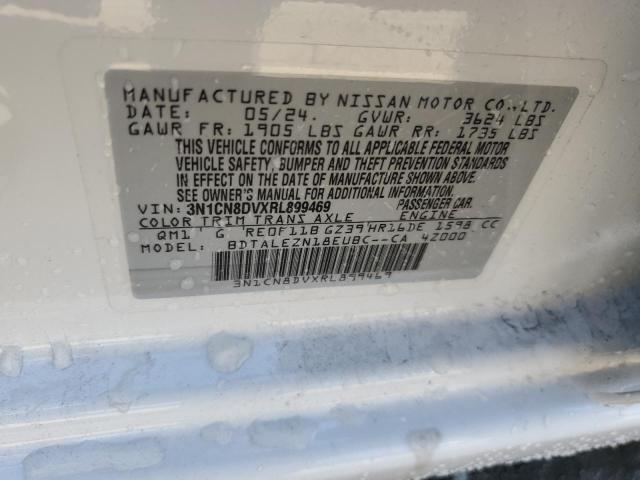 MANUFACTURED BY NISSAN MOTOR CO., LTD.
DATE: 05/24. GVWR: 3624 LBS
GAWR FR: 1905 LBS GAWR RR: 1735 LBS
THIS VEHICLE CONFORMS TO ALL APPLICABLE FEDERAL MOTOR
VEHICLE SAFETY, BUMPER AND THEFT PREVENTION STANDARDS
IN EFFECT ON THE DATE OF MANUFACTURE SHOWN ABOVE.
SEE OWNER'S MANUAL FOR ADDITIONAL INFORMATION
VIN: 3N1CN8DVXRL899469 PASSENGER CAR
COLOR TRIM TRANS AXLE ENGINE
QM1 G RE0F11B GZ39 HR16DE 1598 CC
MODEL: BDTALEZN18EUBC--CA 4Z000
3N1CN8DVXRL899469